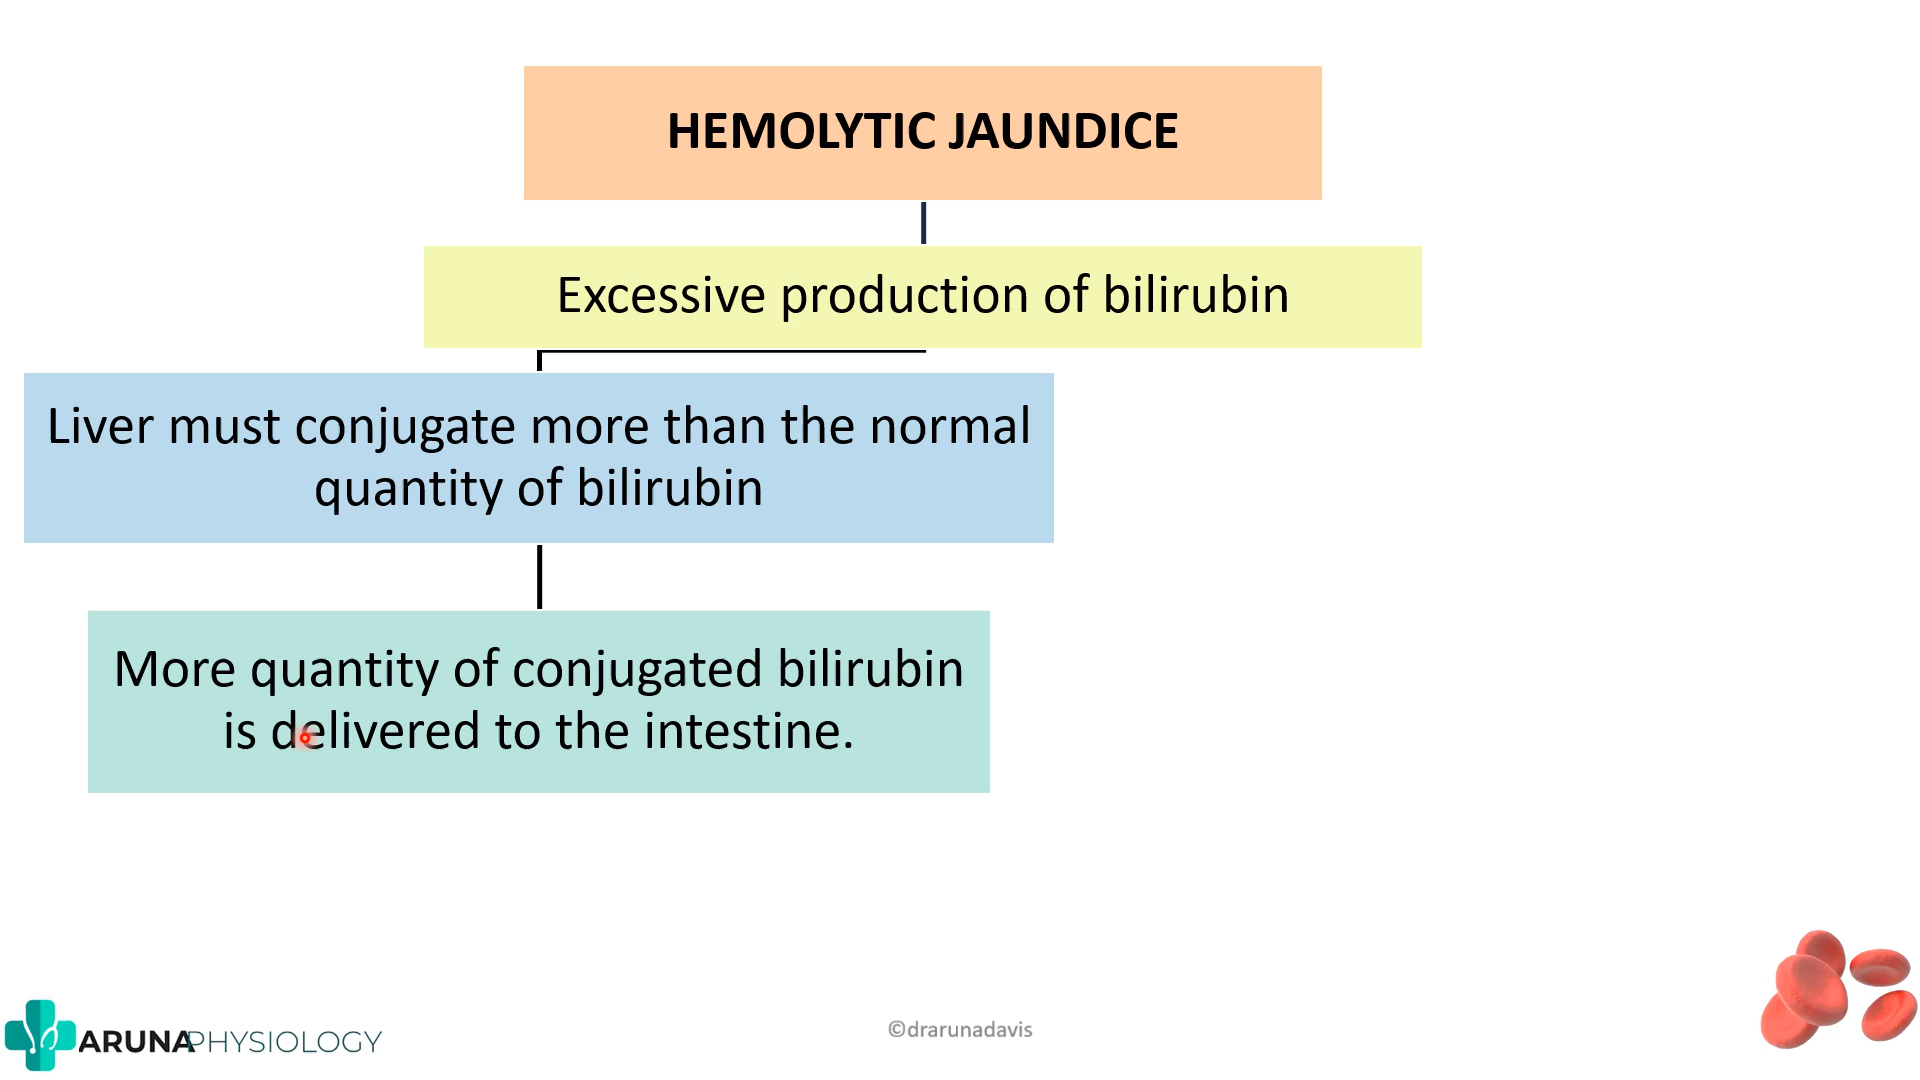 HEMOLYTIC JAUNDICE
Excessive production of bilirubin
Liver must conjugate more than the normal
quantity of bilirubin
More quantity of conjugated bilirubin
is delivered to the intestine.
ARUNAPHYSIOLOGY
©drarunadavis